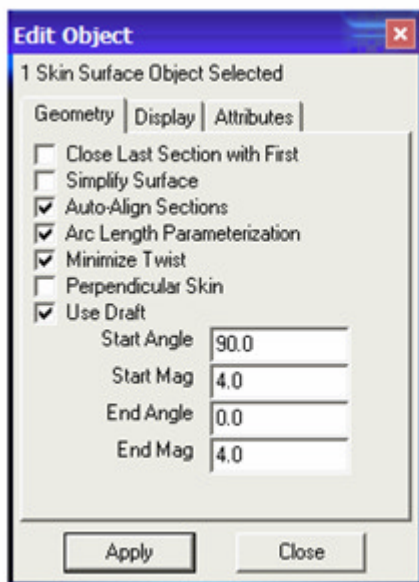 Edit Object
1 Skin Surface Object Selected
Geometry Display Attributes
Close Last Section with First
Simplify Surface
Auto-Align Sections
Arc Length Parameterization
Minimize Twist
Perpendicular Skin
Use Draft
Start Angle 90.0
Start Mag 4.0
End Angle 0.0
End Mag 4.0
Apply Close